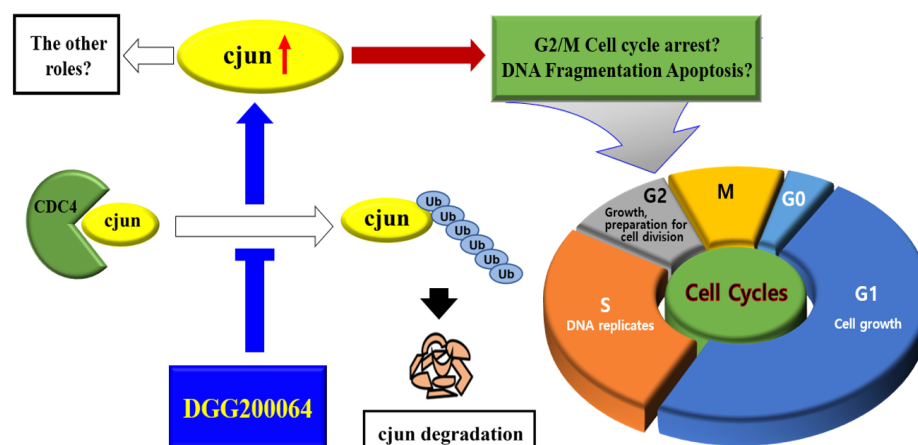 The other
roles?
cjun
G2/M Cell cycle arrest?
DNA Fragmentation Apoptosis?
CDC4
cjun
cjun
Ub
Ub
Ub
Ub
Ub
Ub
DGG200064
cjun degradation
G2
Growth,
preparation for
cell division
M
G0
G1
Cell growth
S
DNA replicates
Cell Cycles